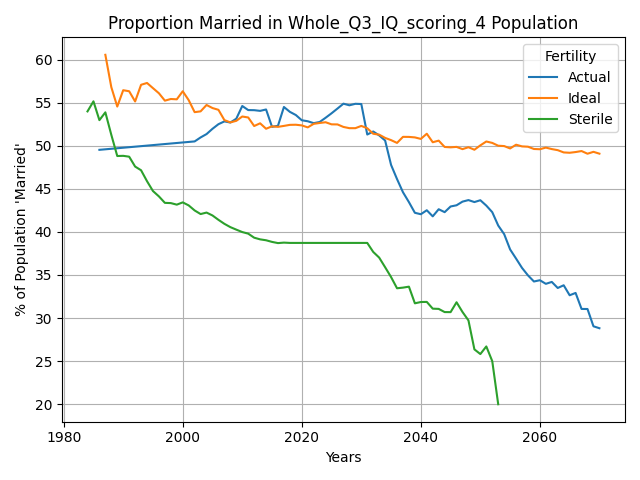 Proportion Married in Whole_Q3_IQ_scoring_4 Population
% of Population 'Married'
60
55
50
45
40
35
30
25
20
Fertility
Actual
Ideal
Sterile
1980
2000
2020
2040
2060
Years